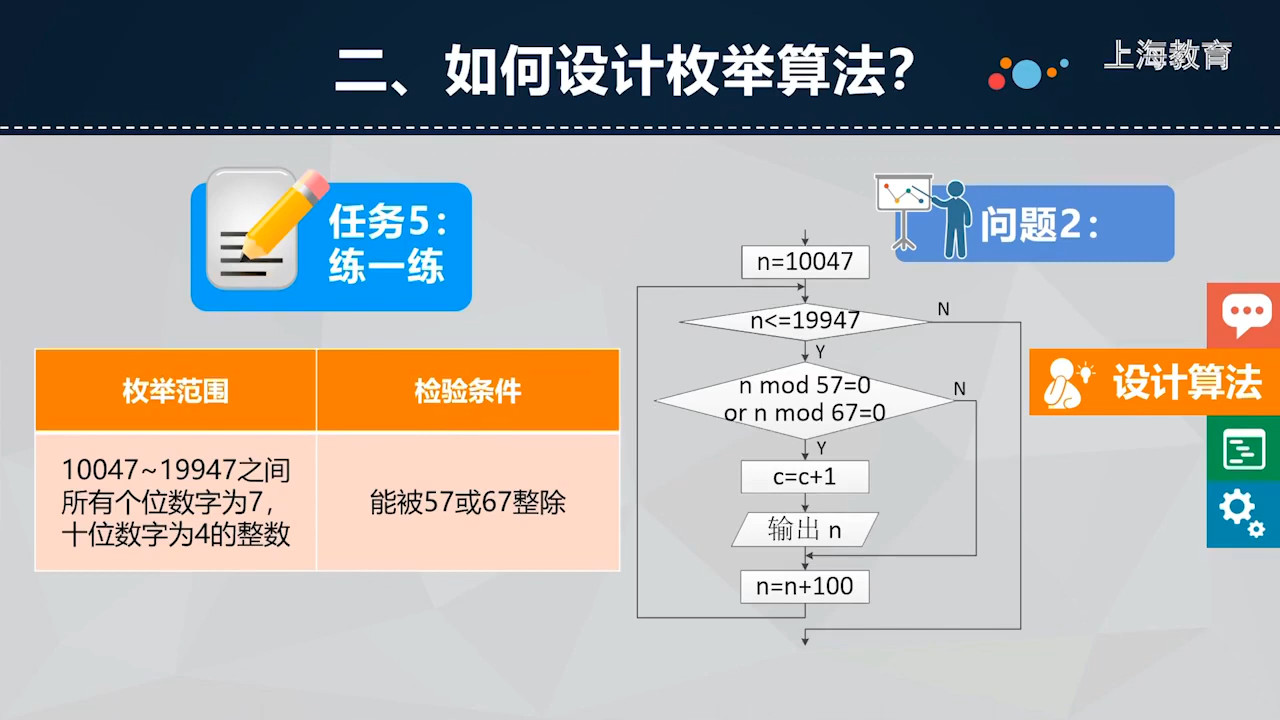 二、如何设计枚举算法？
上海教育
任务5：
练一练
问题2：
枚举范围
检验条件
10047~19947之间
所有个位数字为7，
十位数字为4的整数
能被57或67整除
n=10047
n<=19947
N
Y
n mod 57=0
or n mod 67=0
N
Y
c=c+1
输出 n
n=n+100
设计算法